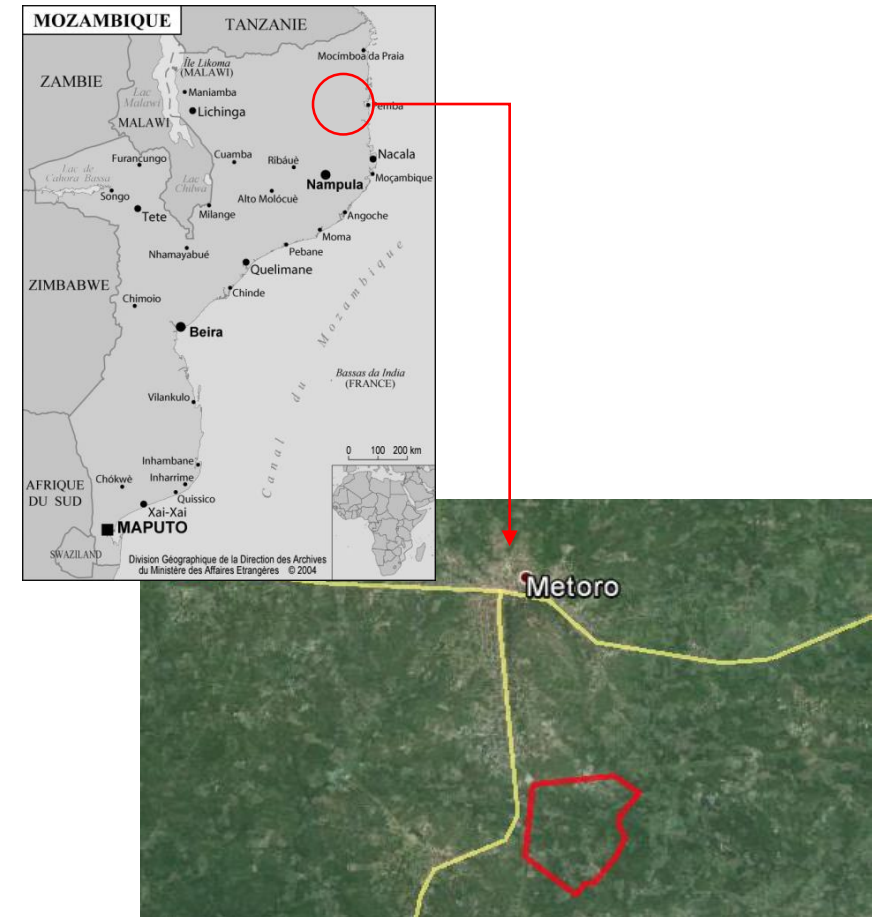 MOZAMBIQUE
TANZANIE
Mocímboa da Praia
ZAMBIE
Île Likoma
(MALAWI)
Lac
Malawi
Maniamba
Lichinga
MALAWI
emba
Nacala
Furancungo
Cuamba
Ribáuè
Lac de
Cahora Bassa
Lac
Chilwa
Nampula
Moçambique
Songo
Alto Molócuè
Tete
Milange
Angoche
Moma
Nhamayabué
Pebane
Quelimane
ZIMBABWE
Chimoio
Chinde
Beira
Canal du Mozambique
Bassas da India
(FRANCE)
Vilankulo
0 100 200 km
Inhambane
AFRIQUE
DU SUD
Chókwè
Inharrime
Quissico
Xai-Xai
MAPUTO
SWAZILAND
Division Géographique de la Direction des Archives
du Ministère des Affaires Etrangères © 2004
Metoro